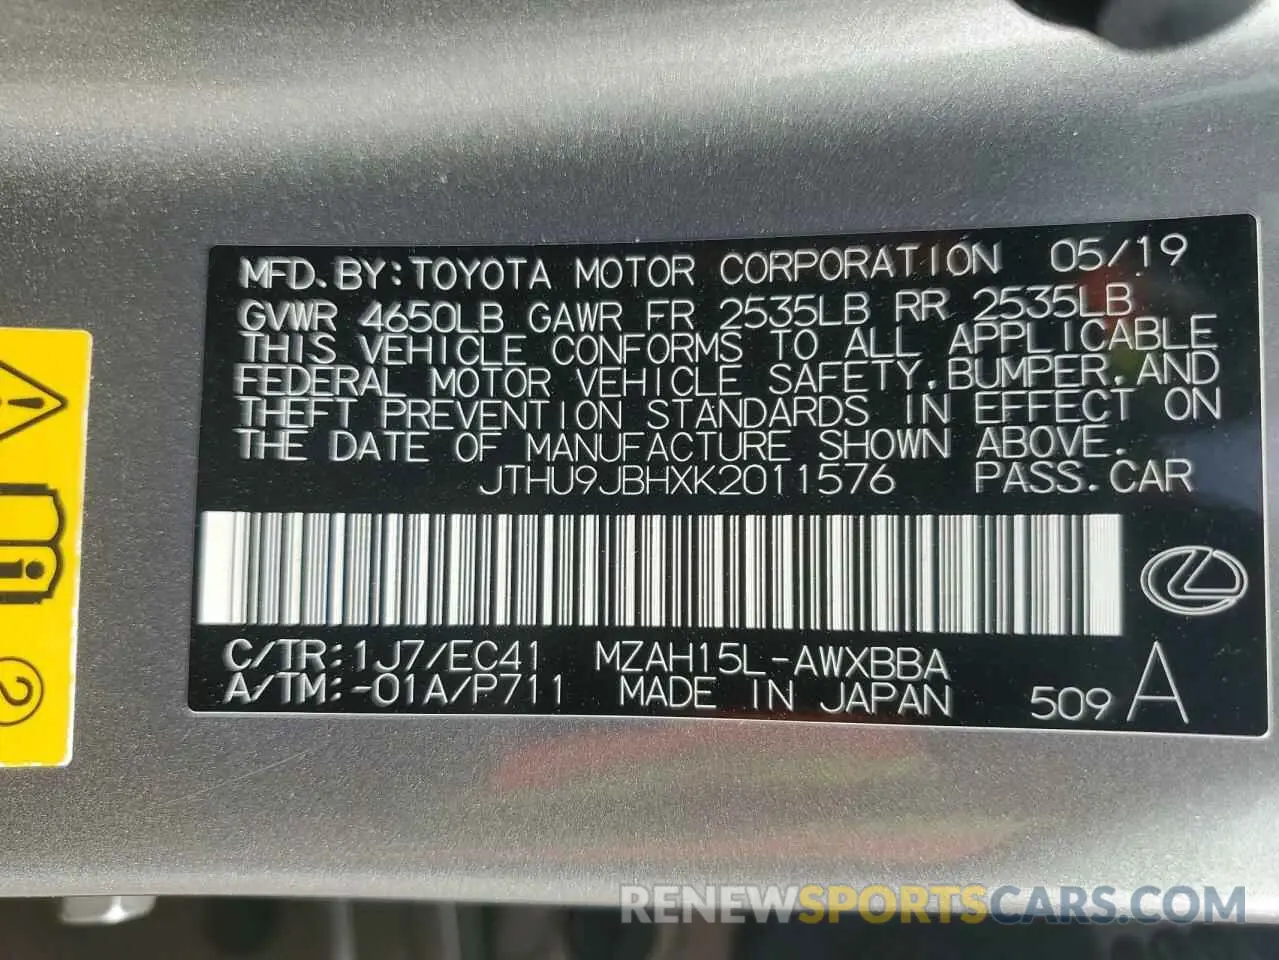 MFD.BY:TOYOTA MOTOR CORPORATION 05/19
GVWR 4650LB GAWR FR 2535LB RR 2535LB
THIS VEHICLE CONFORMS TO ALL APPLICABLE
FEDERAL MOTOR VEHICLE SAFETY,BUMPER,AND
THEFT PREVENTION STANDARDS IN EFFECT ON
THE DATE OF MANUFACTURE SHOWN ABOVE.
JTHU9JBHXK2011576 PASS.CAR
C/TR:1J7/EC41 MZAH15L-AWXBBA
A/TM:-01A/P711 MADE IN JAPAN 509 A
2
RENEWSPORTSCARS.COM